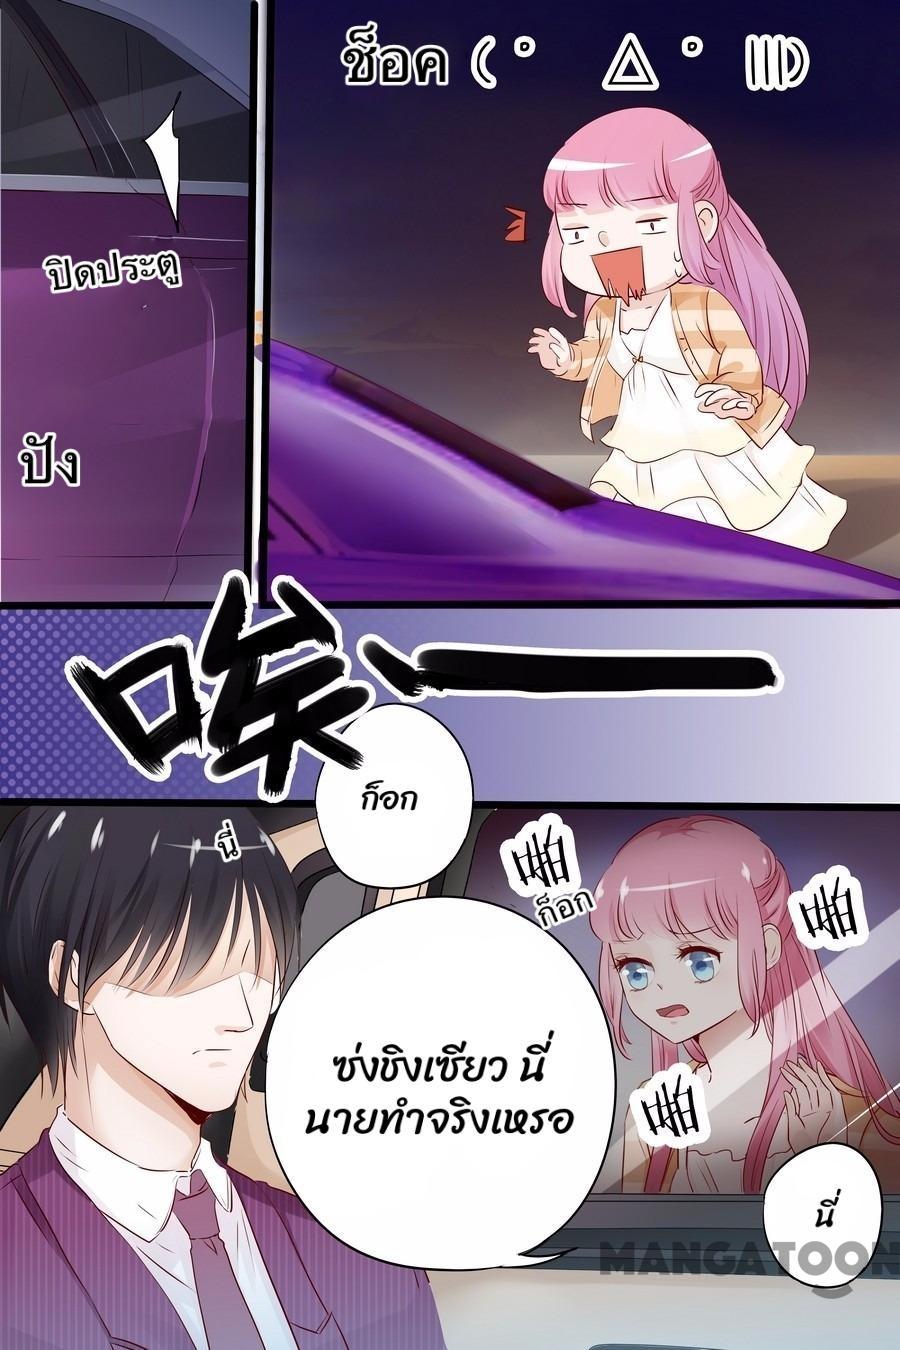 ช็อค (° △ ° |||)
ปิดประตู
ปัง
唉一
ก็อก
นี่
啪
ก็อก
啪
ซ่งชิงเซียว นี่
นายทำจริงเหรอ
啪
นี่
MANGATOON